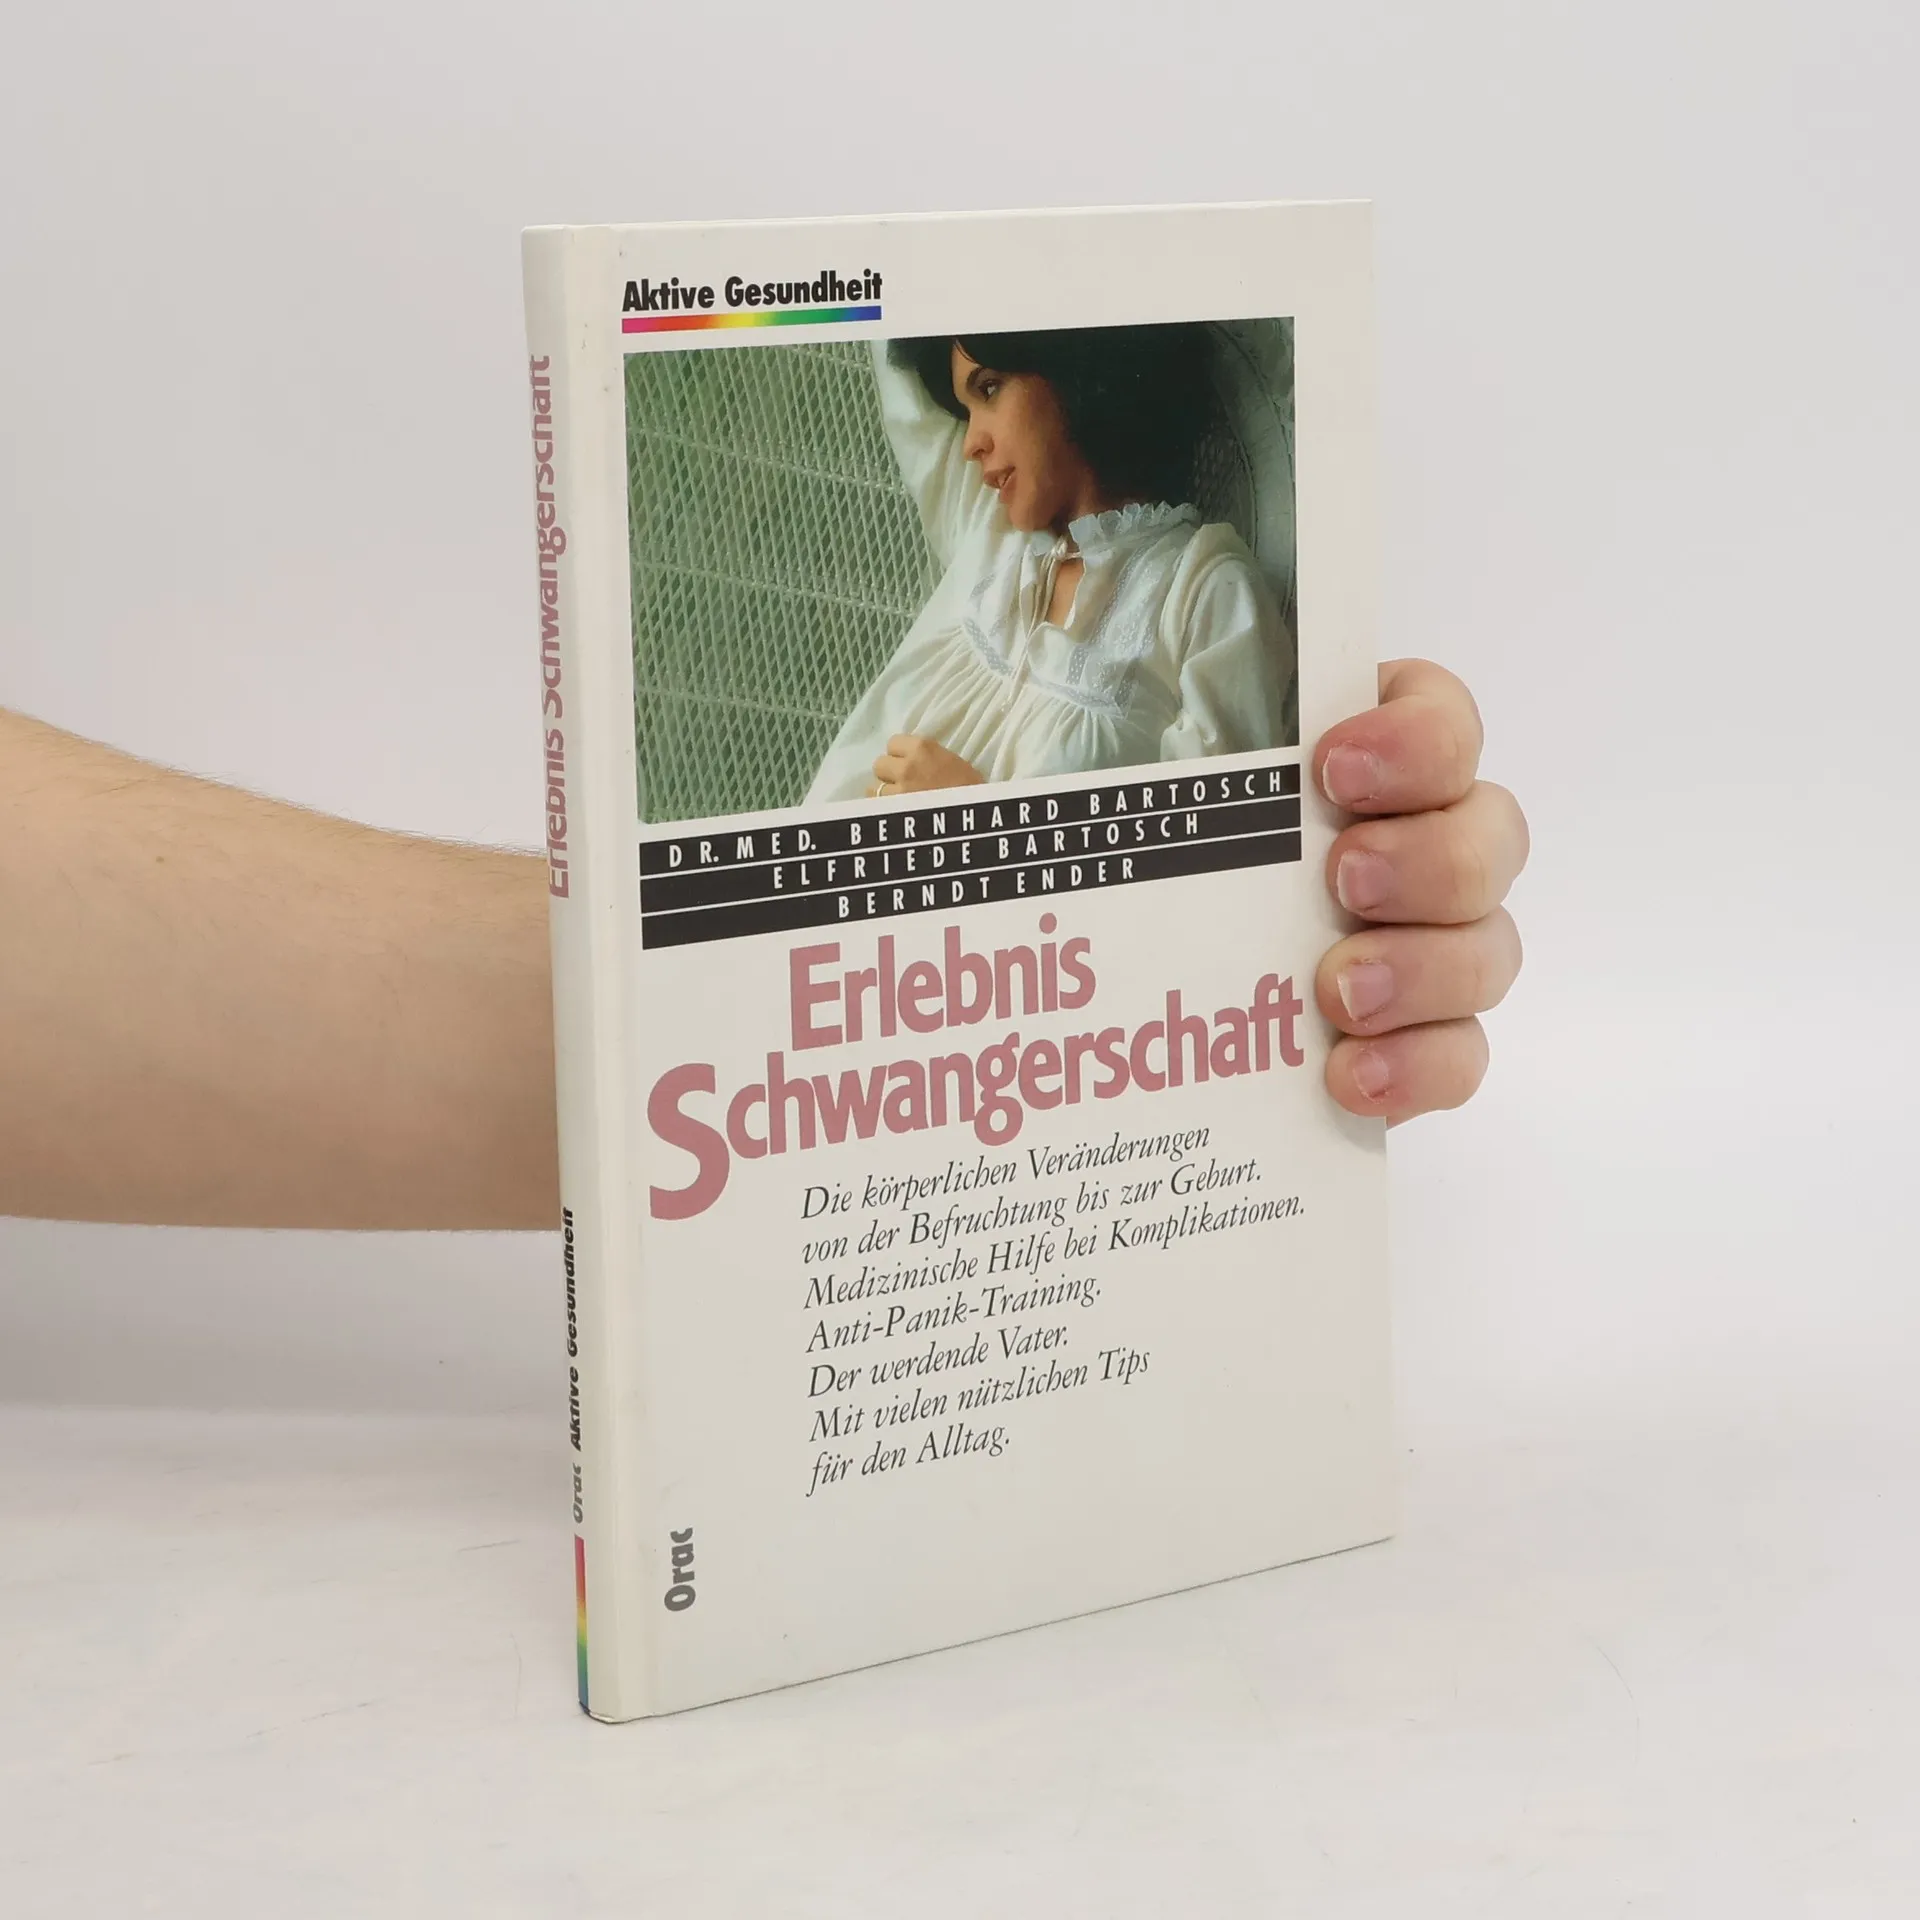 Aktive Gesundheit
DR. MED. BERNHARD BARTOSCH
ELFRIEDE BARTOSCH
BERNDT ENDER
Erlebnis
Schwangerschaft
Die körperlichen Veränderungen
von der Befruchtung bis zur Geburt.
Medizinische Hilfe bei Komplikationen.
Anti-Panik-Training.
Der werdende Vater.
Mit vielen nützlichen Tips
für den Alltag.
Orac
Erlebnis Schwangerschaft
Orac Aktive Gesundheit